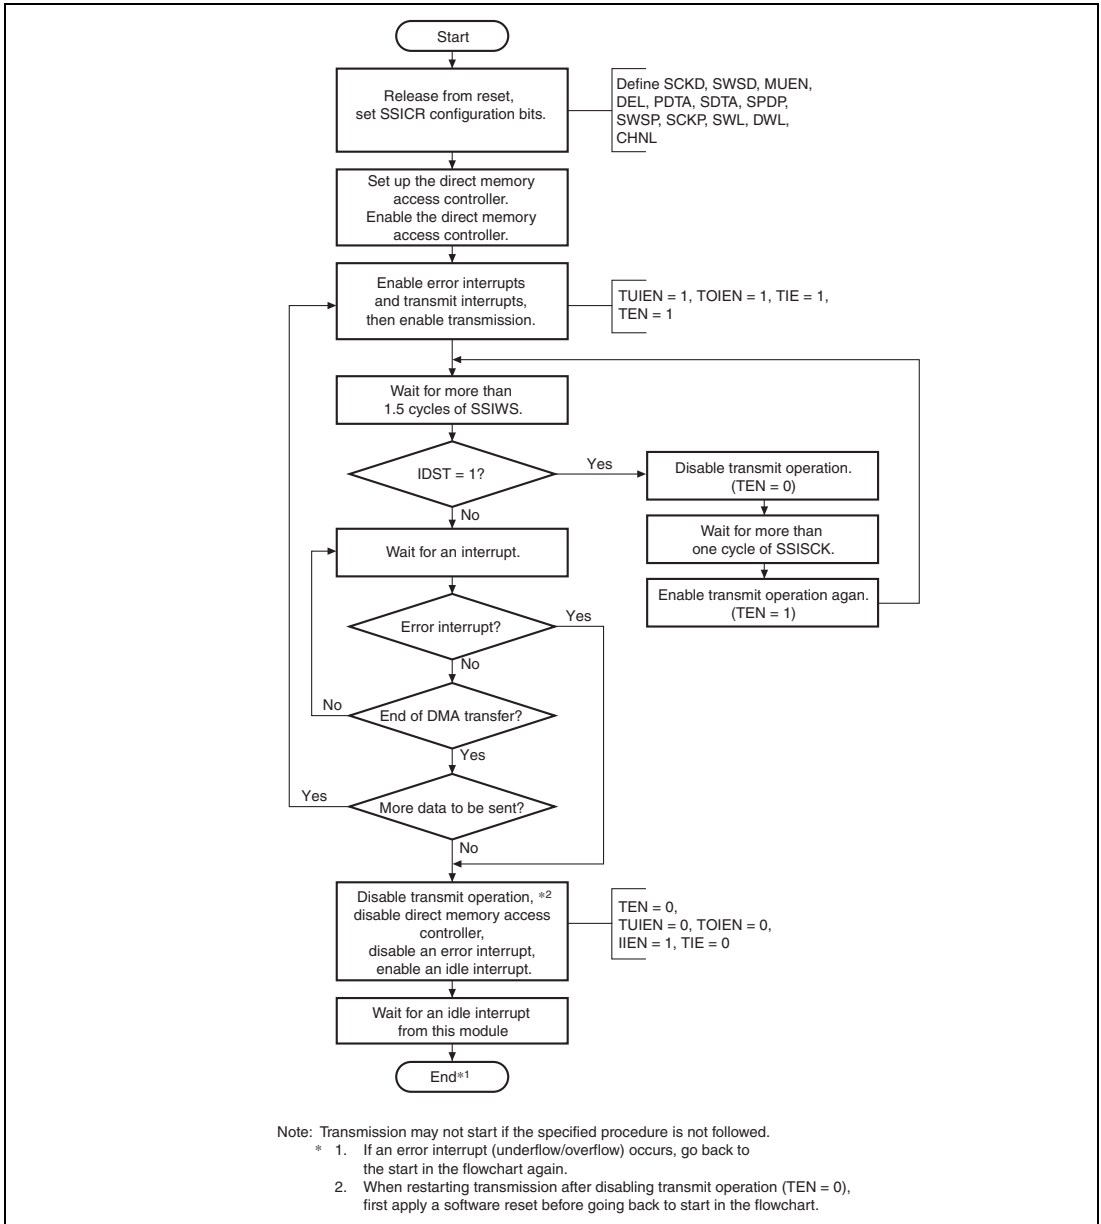 Start
Release from reset,
set SSICR configuration bits.
Define SCKD, SWSD, MUEN,
DEL, PDTA, SDTA, SPDP,
SWSP, SCKP, SWL, DWL,
CHNL
Set up the direct memory
access controller.
Enable the direct memory
access controller.
Enable error interrupts
and transmit interrupts,
then enable transmission.
TUIEN = 1, TOIEN = 1, TIE = 1,
TEN = 1
Wait for more than
1.5 cycles of SSIWS.
IDST = 1?
Yes
No
Disable transmit operation.
(TEN = 0)
Wait for more than
one cycle of SSISCK.
Enable transmit operation agan.
(TEN = 1)
Wait for an interrupt.
Error interrupt?
Yes
No
End of DMA transfer?
No
Yes
More data to be sent?
Yes
No
Disable transmit operation, *2
disable direct memory access
controller,
disable an error interrupt,
enable an idle interrupt.
TEN = 0,
TUIEN = 0, TOIEN = 0,
IIEN = 1, TIE = 0
Wait for an idle interrupt
from this module
End*1
Note: Transmission may not start if the specified procedure is not followed.
* 1. If an error interrupt (underflow/overflow) occurs, go back to
the start in the flowchart again.
2. When restarting transmission after disabling transmit operation (TEN = 0),
first apply a software reset before going back to start in the flowchart.